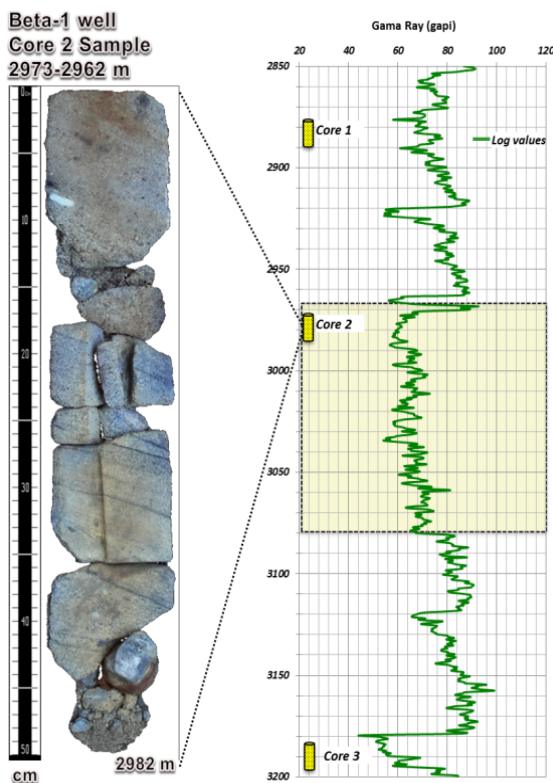 Beta-1 well
Core 2 Sample
2973-2962 m
0cm
10
20
30
40
50
cm
2982 m
Gama Ray (gapi)
20 40 60 80 100 120
2850
Core 1
Log values
2900
2950
Core 2
3000
3050
3100
3150
Core 3
3200